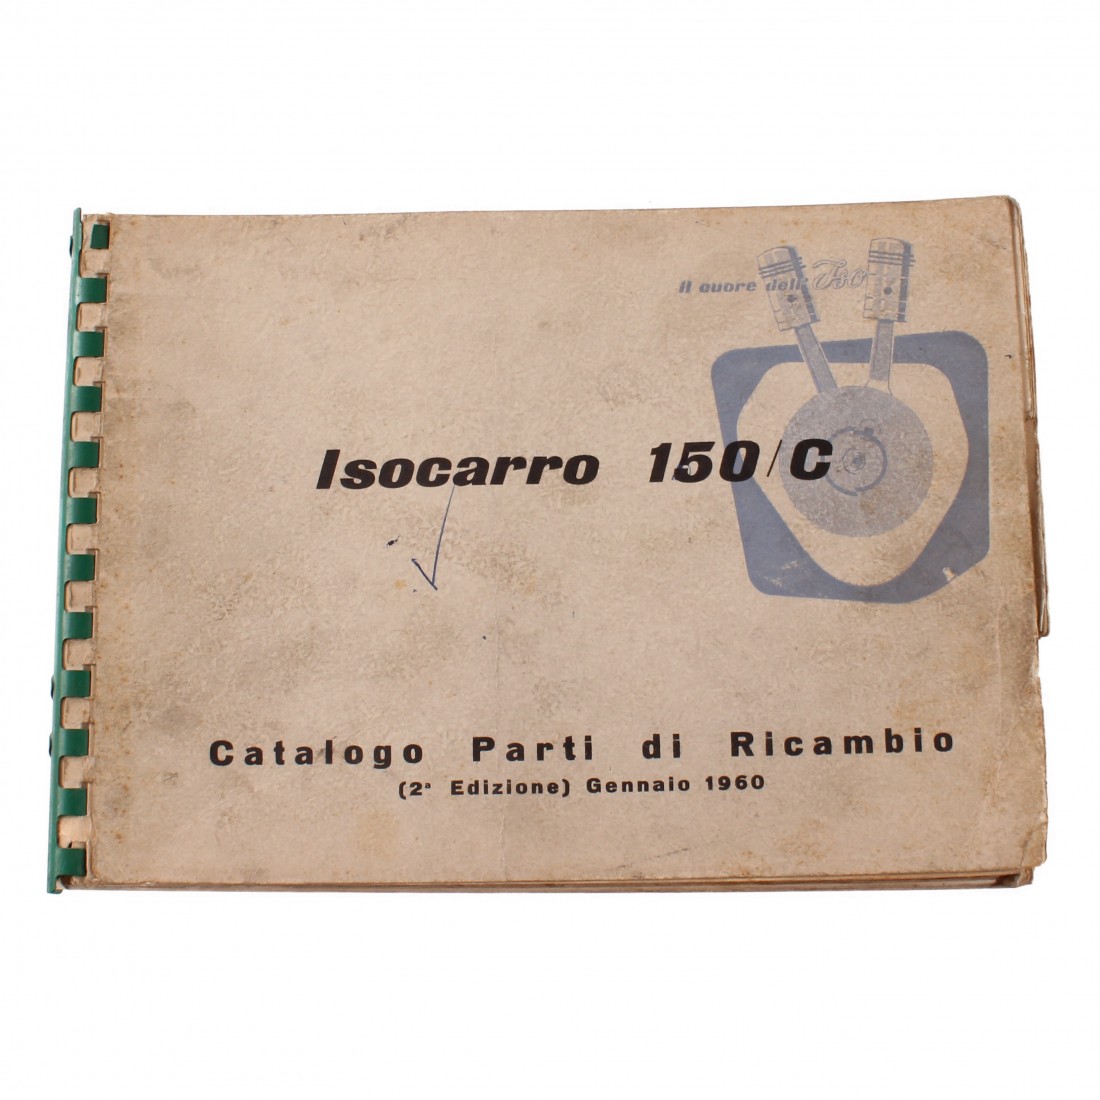 Il cuore dell'Iso
Isocarro 150/C
Catalogo Parti di Ricambio
(2ª Edizione) Gennaio 1960